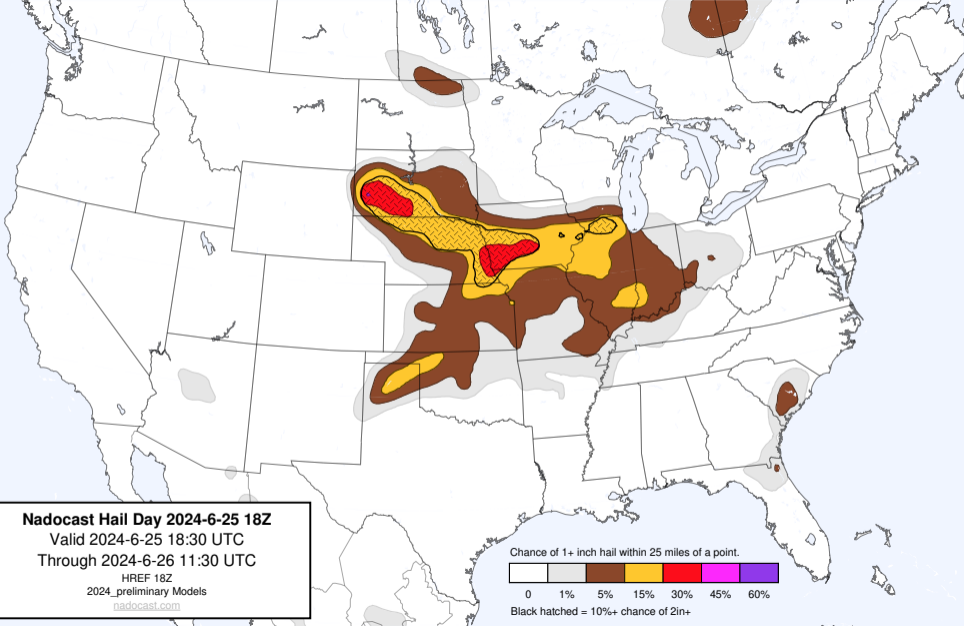 Nadocast Hail Day 2024-6-25 18Z
Valid 2024-6-25 18:30 UTC
Through 2024-6-26 11:30 UTC
HREF 18Z
2024_preliminary Models
nadocast.com
Chance of 1+ inch hail within 25 miles of a point.
0 1% 5% 15% 30% 45% 60%
Black hatched = 10%+ chance of 2in+